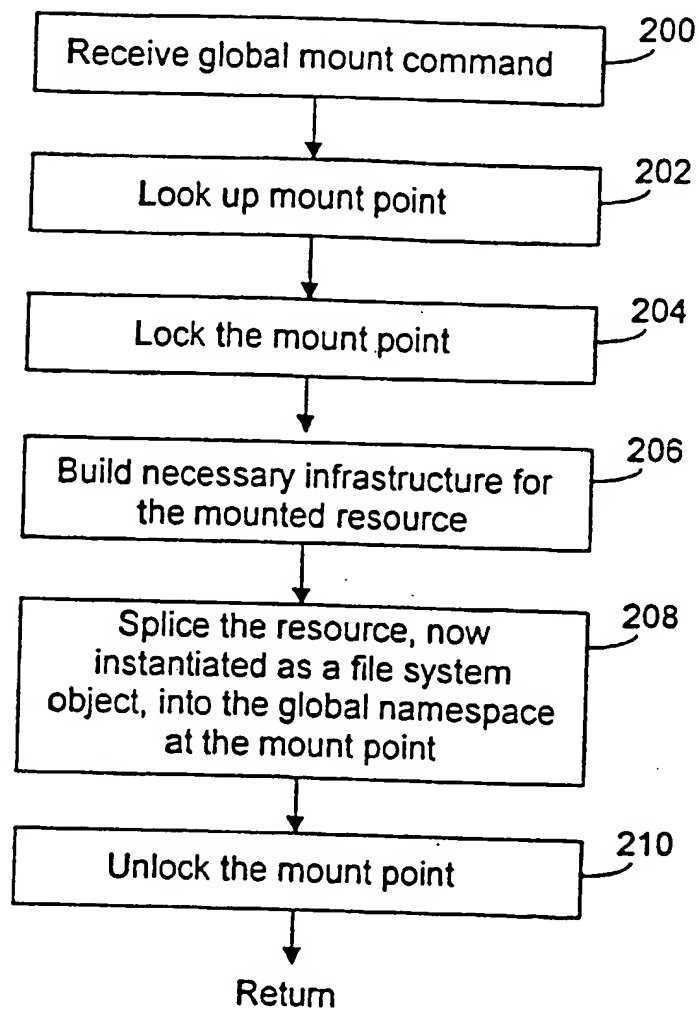 200
Receive global mount command
202
Look up mount point
204
Lock the mount point
206
Build necessary infrastructure for
the mounted resource
208
Splice the resource, now
instantiated as a file system
object, into the global namespace
at the mount point
210
Unlock the mount point
Return